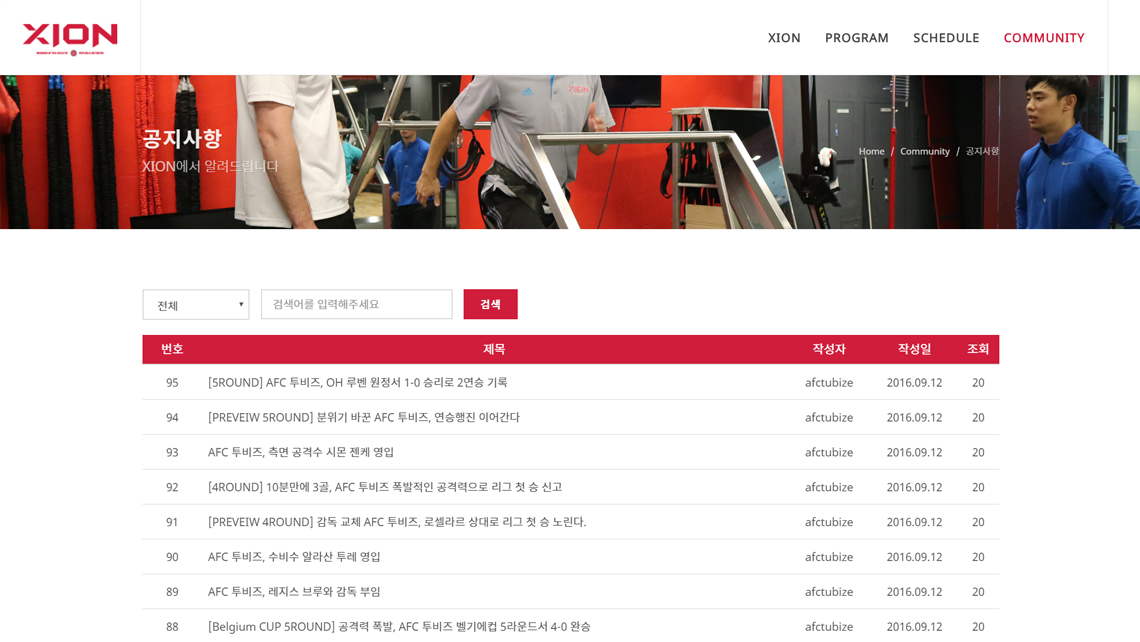 XION
XION PROGRAM SCHEDULE COMMUNITY
공지사항
XION에서 알려드립니다
Home / Community / 공지사항
전체 검색어를 입력해주세요 검색
번호 제목 작성자 작성일 조회
95 [5ROUND] AFC 투비즈, OH 루벤 원정서 1-0 승리로 2연승 기록 afctubize 2016.09.12 20
94 [PREVEIW 5ROUND] 분위기 바꾼 AFC 투비즈, 연승행진 이어간다 afctubize 2016.09.12 20
93 AFC 투비즈, 측면 공격수 시몬 젠케 영입 afctubize 2016.09.12 20
92 [4ROUND] 10분만에 3골, AFC 투비즈 폭발적인 공격력으로 리그 첫 승 신고 afctubize 2016.09.12 20
91 [PREVEIW 4ROUND] 감독 교체 AFC 투비즈, 로셀라르 상대로 리그 첫 승 노린다. afctubize 2016.09.12 20
90 AFC 투비즈, 수비수 알라산 투레 영입 afctubize 2016.09.12 20
89 AFC 투비즈, 레지스 브루와 감독 부임 afctubize 2016.09.12 20
88 [Belgium CUP 5ROUND] 공격력 폭발, AFC 투비즈 벨기에컵 5라운드서 4-0 완승 afctubize 2016.09.12 20